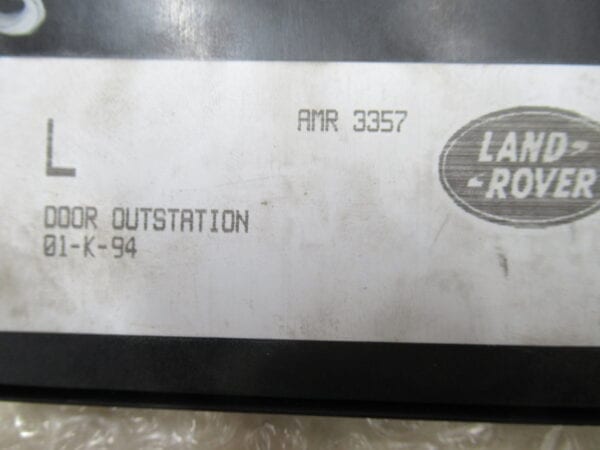 L
AMR 3357
LAND
ROVER
DOOR OUTSTATION
01-K-94